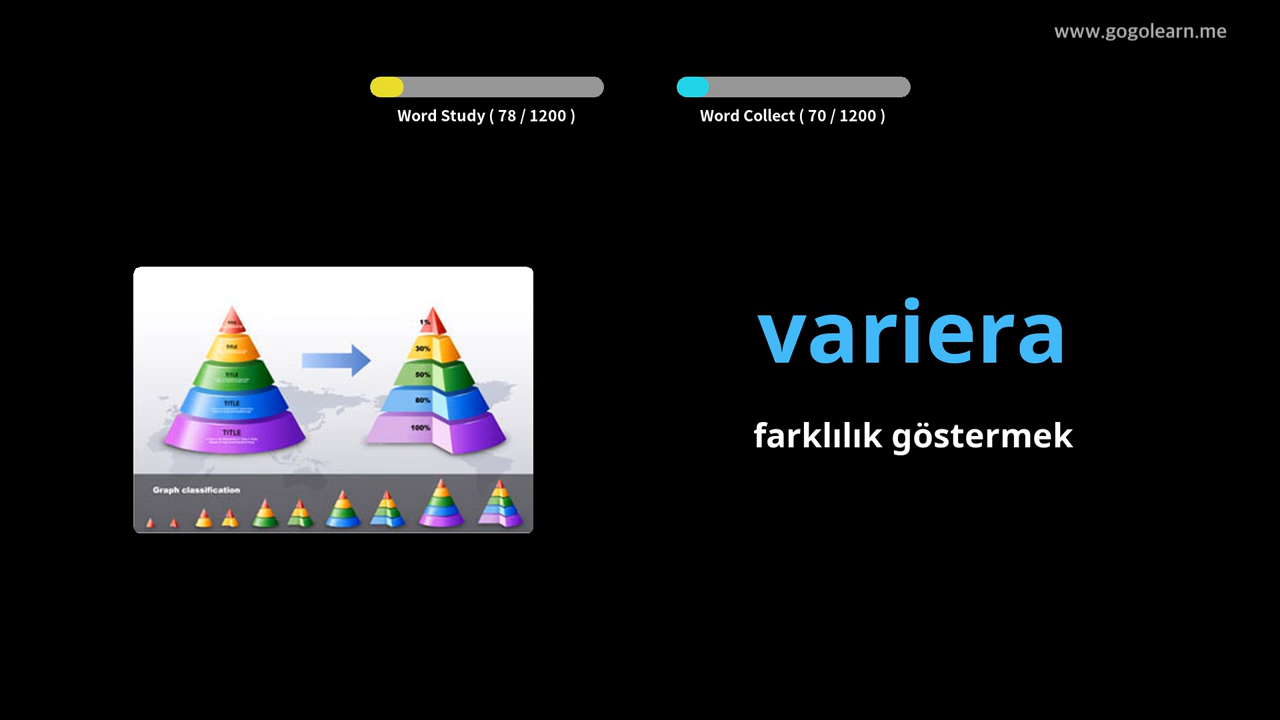 www.gogolearn.me
Word Study ( 78 / 1200 )
Word Collect ( 70 / 1200 )
TITLE
TITLE
TITLE
TITLE
1%
30%
50%
80%
100%
Graph classification
variera
farklılık göstermek